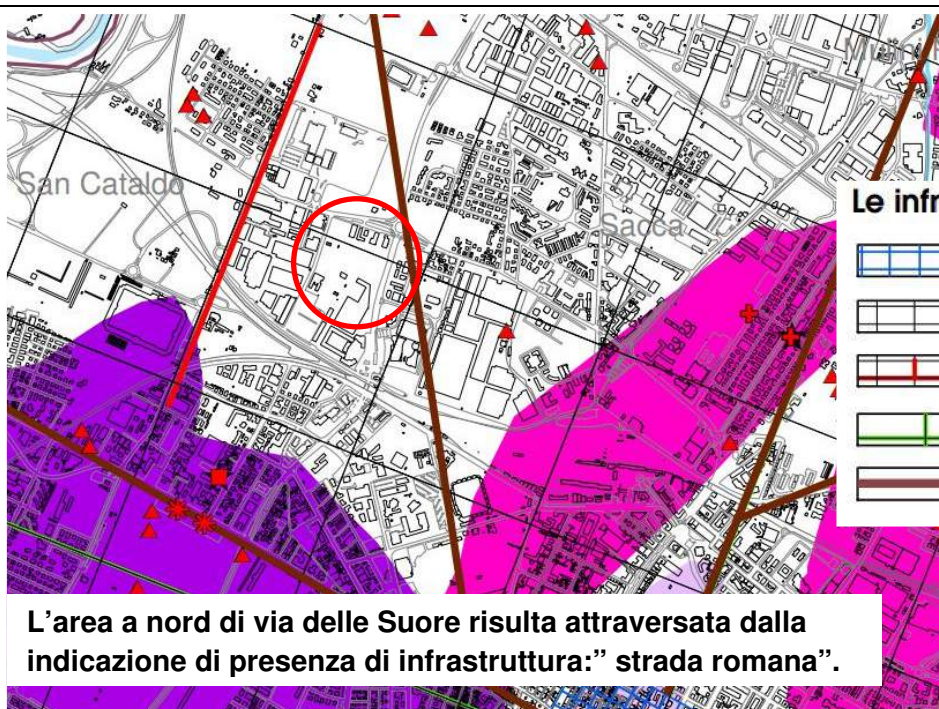 San Cataldo
Sacca
Le infr
L'area a nord di via delle Suore risulta attraversata dalla
indicazione di presenza di infrastruttura:” strada romana”.